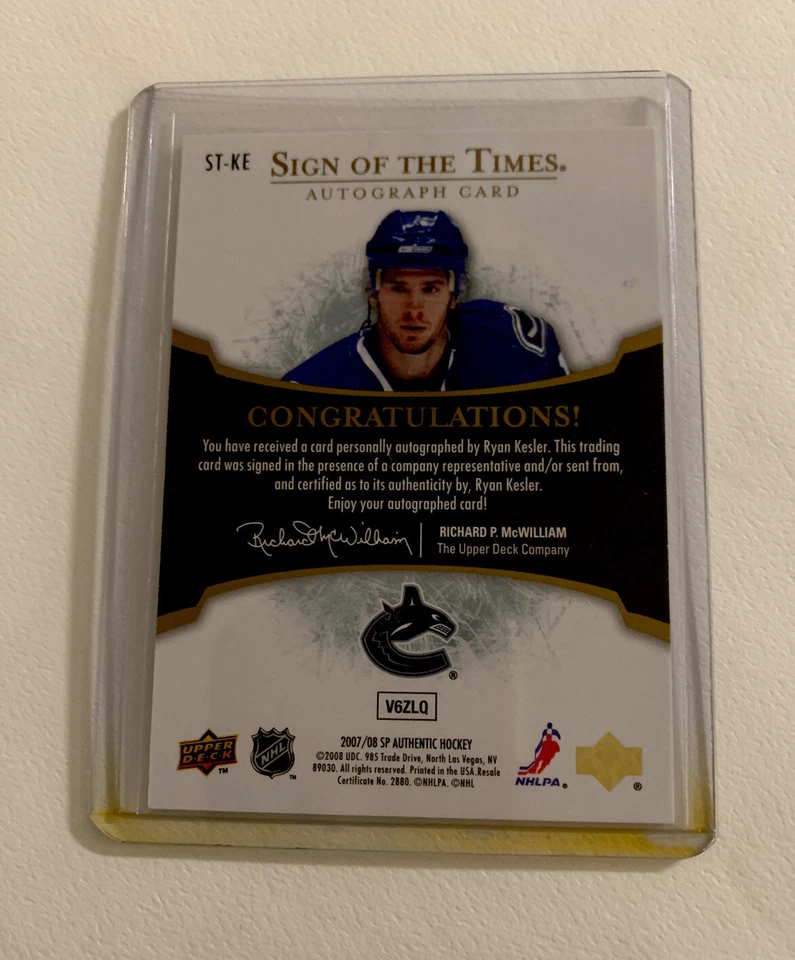 ST-KE SIGN OF THE TIMES®
AUTOGRAPH CARD
CONGRATULATIONS!
You have received a card personally autographed by Ryan Kesler. This trading
card was signed in the presence of a company representative and/or sent from,
and certified as to its authenticity by, Ryan Kesler.
Enjoy your autographed card!
Richard McWilliam
RICHARD P. McWILLIAM
The Upper Deck Company
®
V6ZLQ
UPPER
DECK
™
NHL
™
2007/08 SP AUTHENTIC HOCKEY
©2008 UDC. 985 Trade Drive, North Las Vegas, NV
89030. All rights reserved. Printed in the USA.Resale
Certificate No. 2880. ©NHLPA. ©NHL
NHLPA®
®